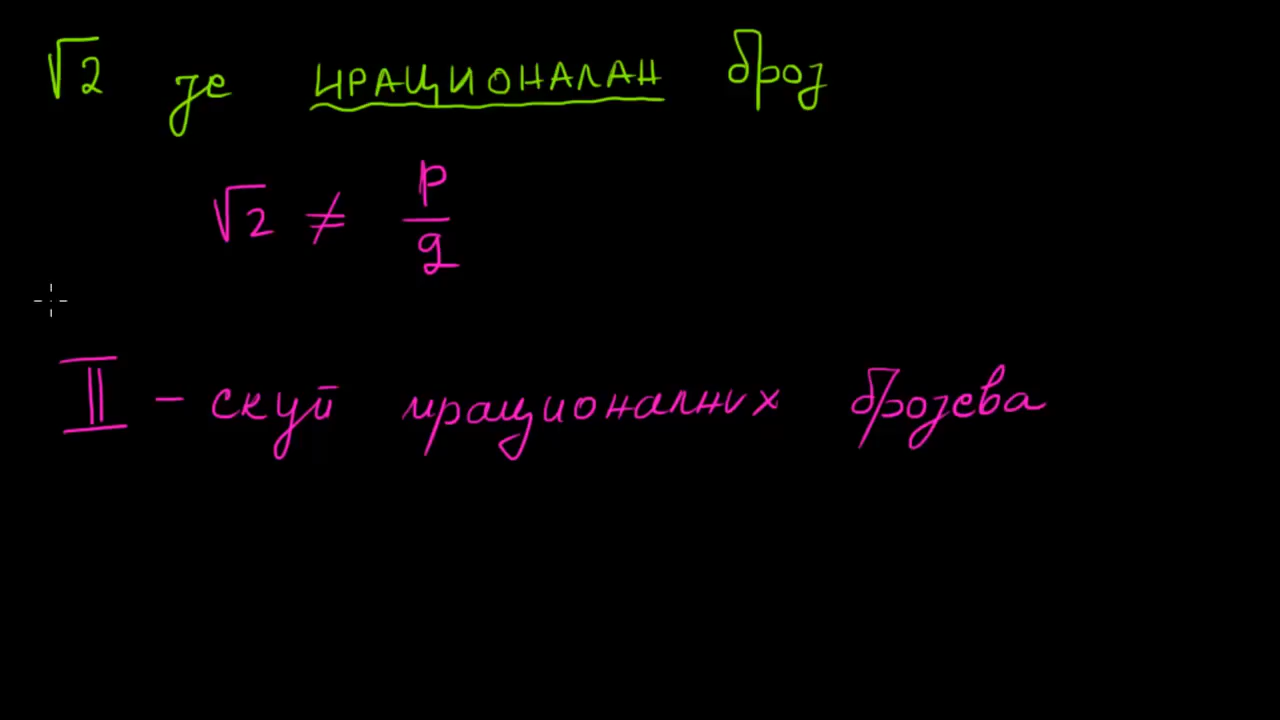 √2 је ИРАЦИОНАЛАН број
√2 ≠ p/q
𝕀 - скуп ирационалних бројева